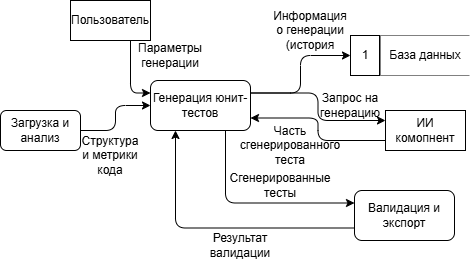 Пользователь
Информация
о генерации
(история
1
База данных
Параметры
генерации
Генерация юнит-
тестов
Запрос на
генерацию
Загрузка и
анализ
ИИ
комопнент
Структура
и метрики
кода
Часть
сгенерированного
теста
Сгенерированные
тесты
Валидация и
экспорт
Результат
валидации